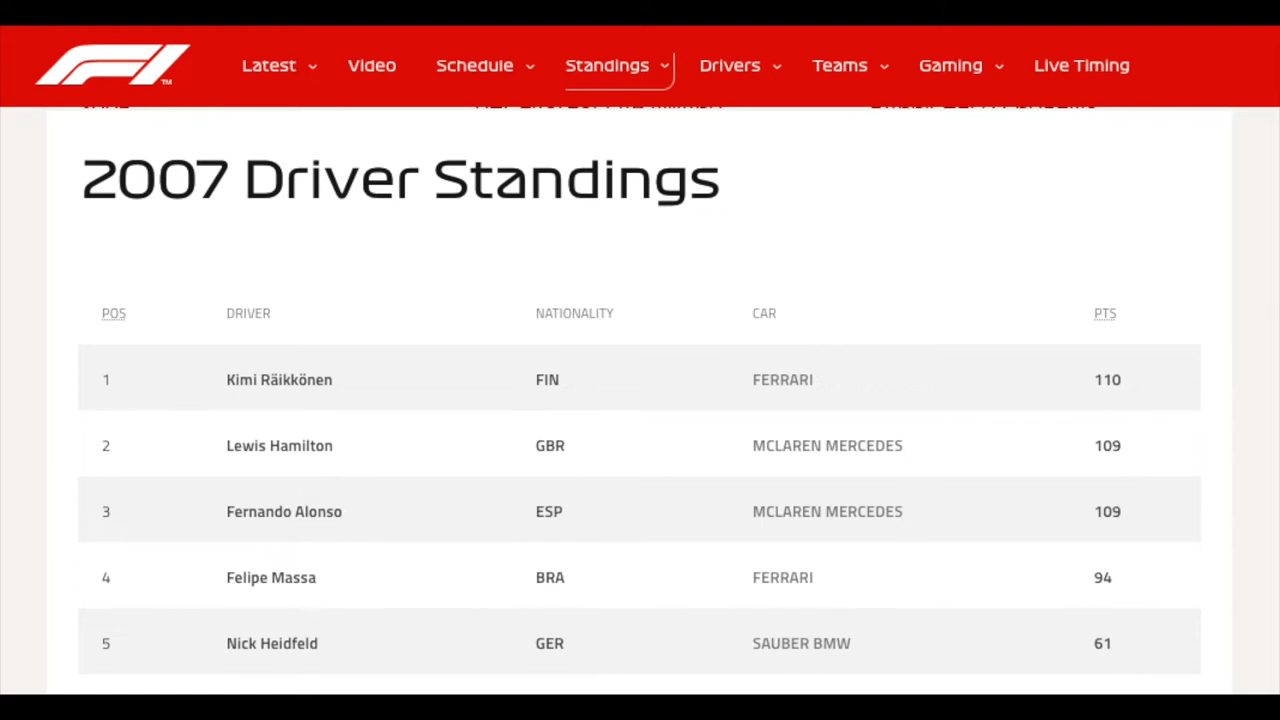 F1 TM Latest Video Schedule Standings Drivers Teams Gaming Live Timing
2007 Driver Standings
POS DRIVER NATIONALITY CAR PTS
1 Kimi Räikkönen FIN FERRARI 110
2 Lewis Hamilton GBR MCLAREN MERCEDES 109
3 Fernando Alonso ESP MCLAREN MERCEDES 109
4 Felipe Massa BRA FERRARI 94
5 Nick Heidfeld GER SAUBER BMW 61